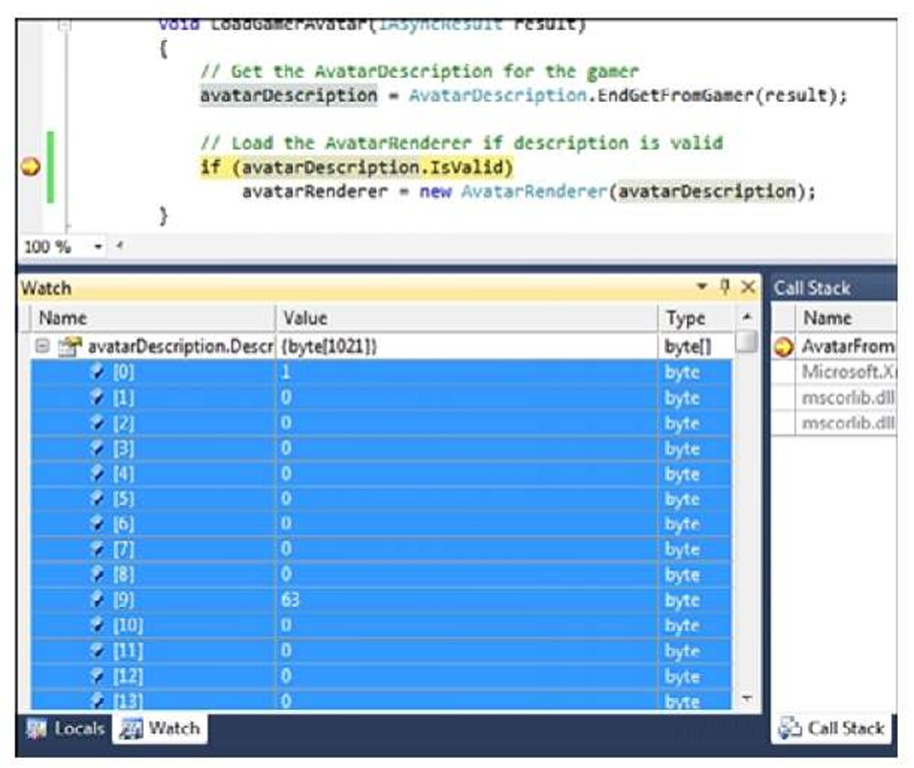 void LoadGamerAvatar(IAsyncResult result)
{
// Get the AvatarDescription for the gamer
avatarDescription = AvatarDescription.EndGetFromGamer(result);
// Load the AvatarRenderer if description is valid
if (avatarDescription.IsValid)
avatarRenderer = new AvatarRenderer(avatarDescription);
}
100 %
Watch
Name Value Type
avatarDescription.Descr {byte[1021]} byte[]
[0] 1 byte
[1] 0 byte
[2] 0 byte
[3] 0 byte
[4] 0 byte
[5] 0 byte
[6] 0 byte
[7] 0 byte
[8] 0 byte
[9] 63 byte
[10] 0 byte
[11] 0 byte
[12] 0 byte
[13] 0 byte
Locals Watch
Call Stack
Name
AvatarFrom
Microsoft.X
mscorlib.dll
mscorlib.dll
Call Stack